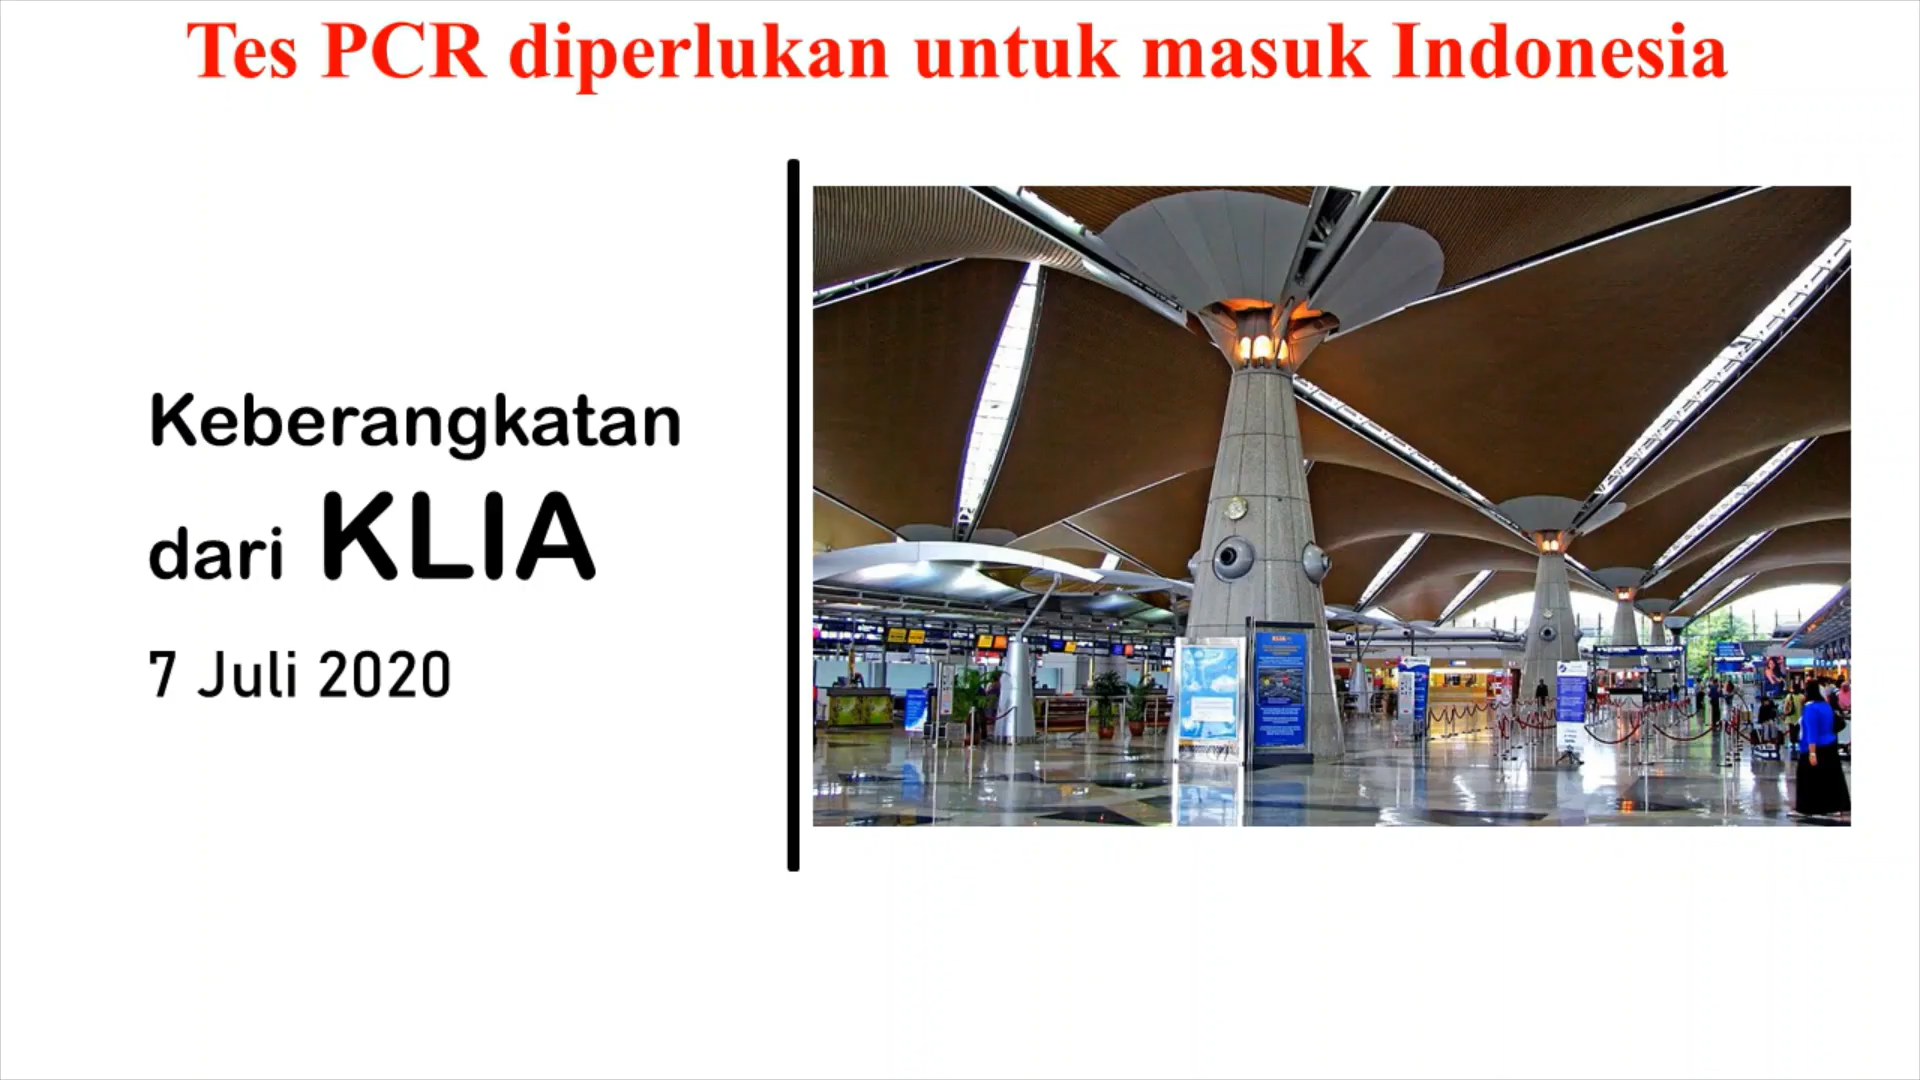 Tes PCR diperlukan untuk masuk Indonesia
Keberangkatan
dari KLIA
7 Juli 2020